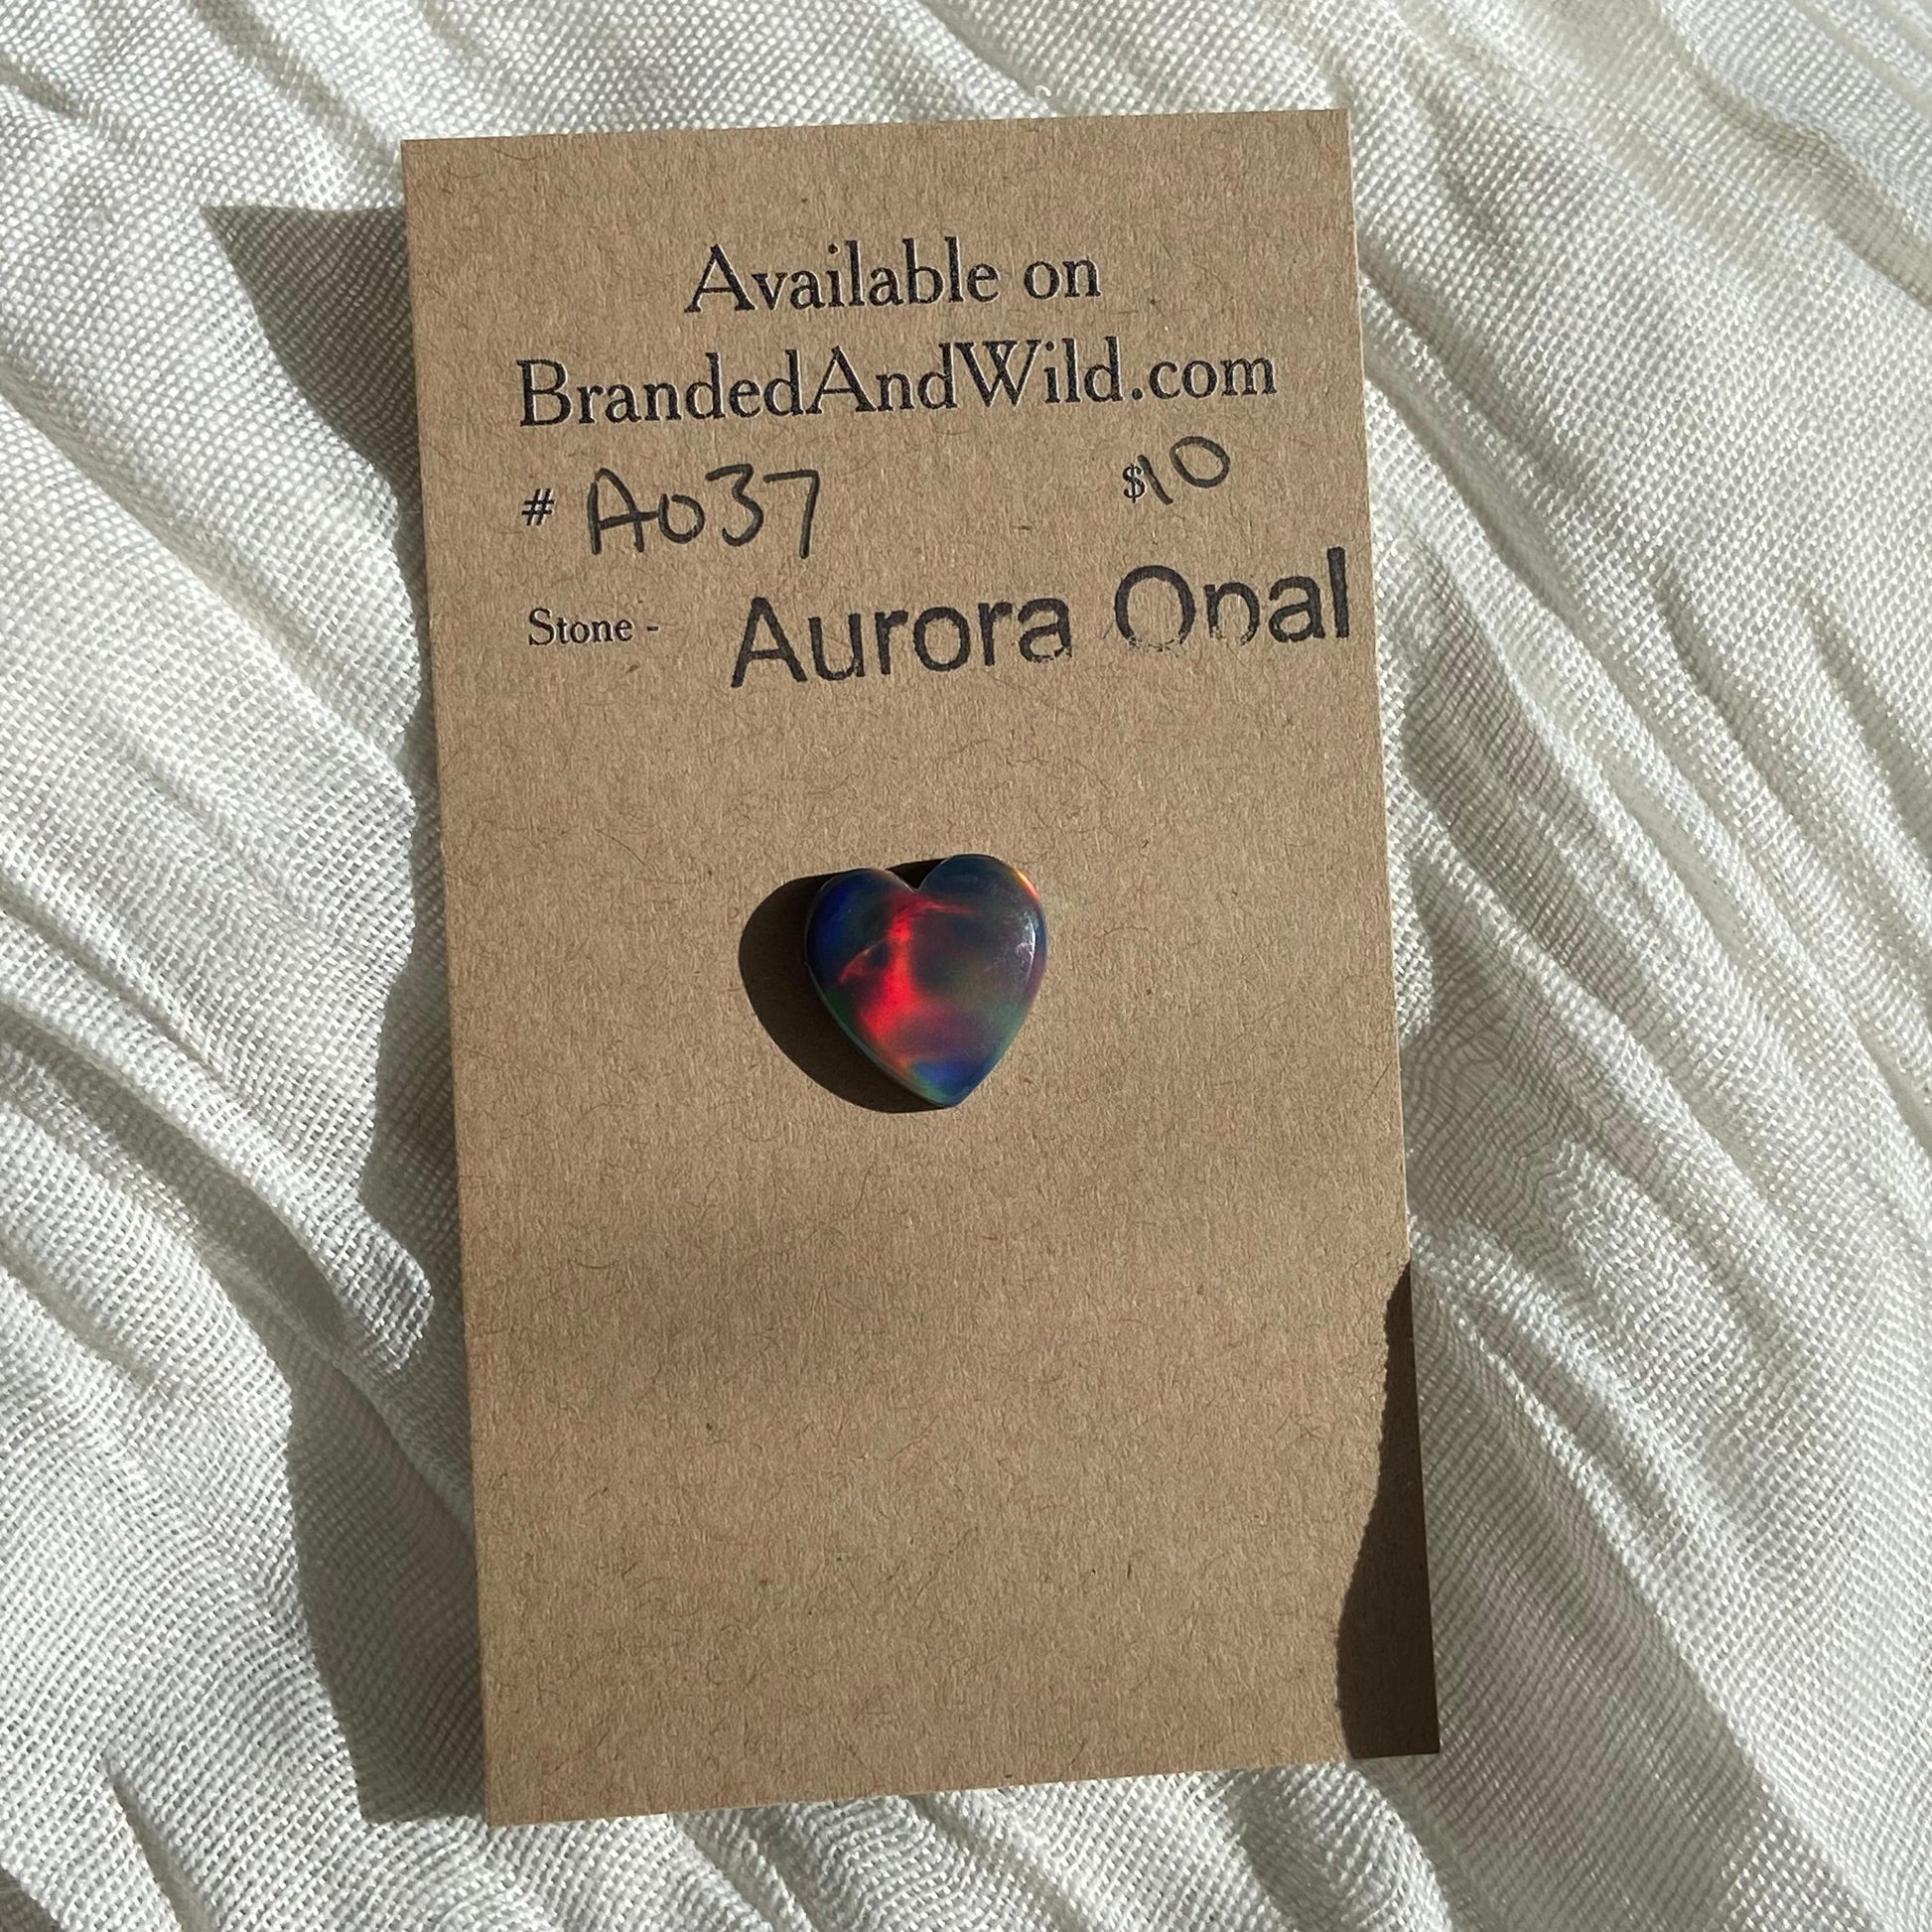 Available on
BrandedAndWild.com
# A037 $10
Stone - Aurora Opal